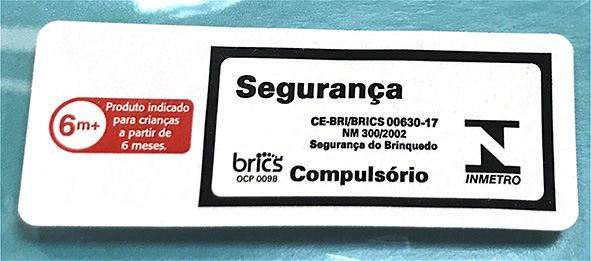 6m+
Produto indicado
para crianças
a partir de
6 meses.
Segurança
CE-BRI/BRICS 00630-17
NM 300/2002
Segurança do Brinquedo
brics
OCP 0098
Compulsório
INMETRO